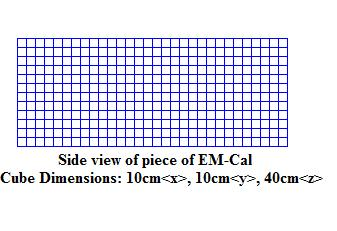 Side view of piece of EM-Cal
Cube Dimensions: 10cm<x>, 10cm<y>, 40cm<z>